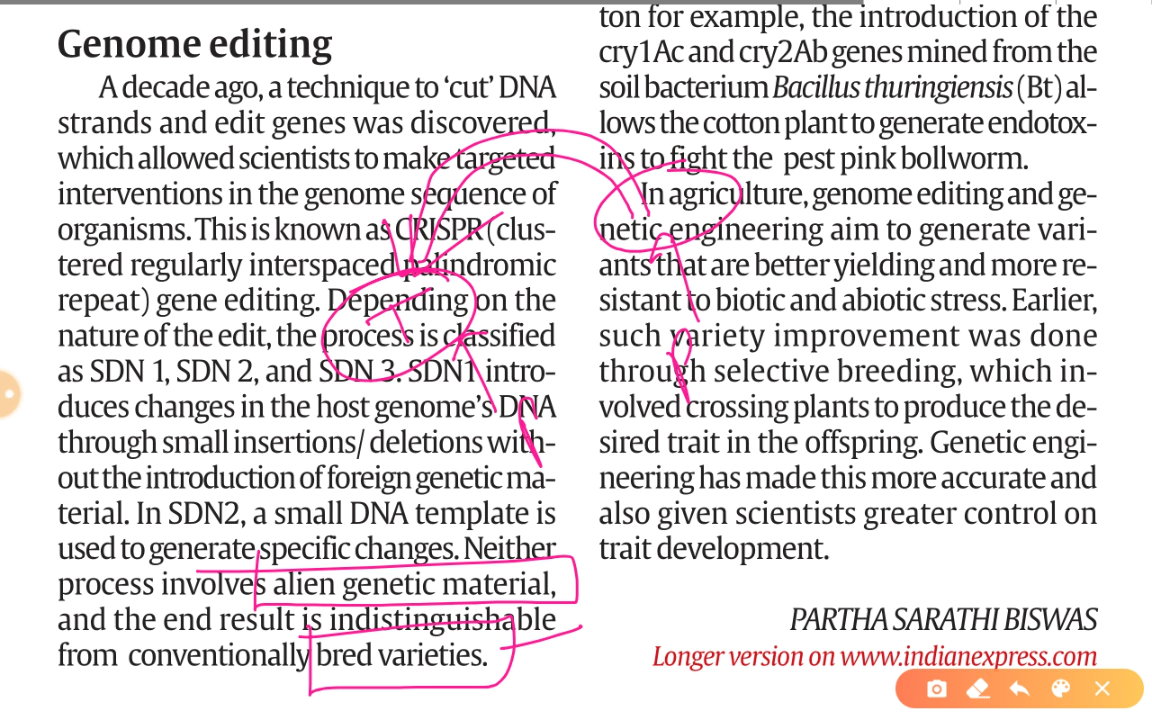 Genome editing
A decade ago, a technique to ‘cut’ DNA
strands and edit genes was discovered,
which allowed scientists to make targeted
interventions in the genome sequence of
organisms. This is known as CRISPR (clus-
tered regularly interspaced palindromic
repeat) gene editing. Depending on the
nature of the edit, the process is classified
as SDN 1, SDN 2, and SDN 3. SDN1 intro-
duces changes in the host genome’s DNA
through small insertions/ deletions with-
out the introduction of foreign genetic ma-
terial. In SDN2, a small DNA template is
used to generate specific changes. Neither
process involves alien genetic material,
and the end result is indistinguishable
from conventionally bred varieties.
ton for example, the introduction of the
cry1Ac and cry2Ab genes mined from the
soil bacterium Bacillus thuringiensis (Bt) al-
lows the cotton plant to generate endotox-
ins to fight the pest pink bollworm.
In agriculture, genome editing and ge-
netic engineering aim to generate vari-
ants that are better yielding and more re-
sistant to biotic and abiotic stress. Earlier,
such variety improvement was done
through selective breeding, which in-
volved crossing plants to produce the de-
sired trait in the offspring. Genetic engi-
neering has made this more accurate and
also given scientists greater control on
trait development.
PARTHA SARATHI BISWAS
Longer version on www.indianexpress.com